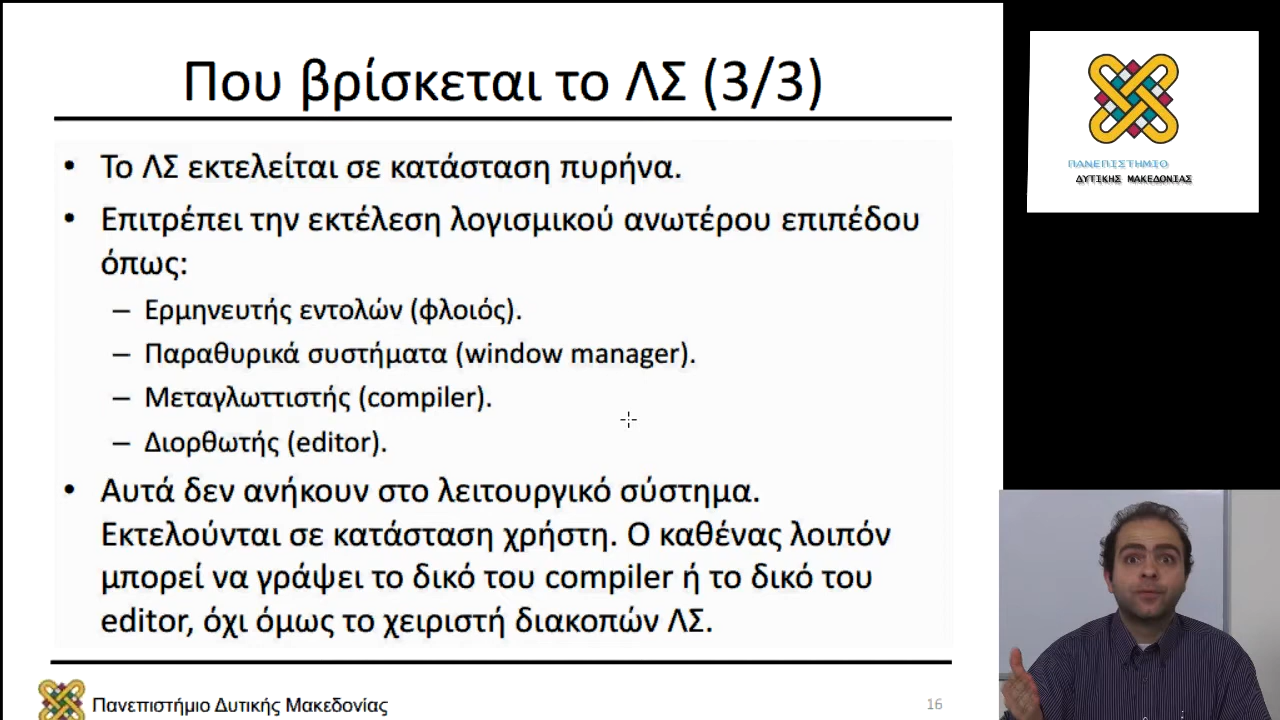 Που βρίσκεται το ΛΣ (3/3)
• Το ΛΣ εκτελείται σε κατάσταση πυρήνα.
• Επιτρέπει την εκτέλεση λογισμικού ανωτέρου επιπέδου
όπως:
– Ερμηνευτής εντολών (φλοιός).
– Παραθυρικά συστήματα (window manager).
– Μεταγλωττιστής (compiler).
– Διορθωτής (editor).
• Αυτά δεν ανήκουν στο λειτουργικό σύστημα.
Εκτελούνται σε κατάσταση χρήστη. Ο καθένας λοιπόν
μπορεί να γράψει το δικό του compiler ή το δικό του
editor, όχι όμως το χειριστή διακοπών ΛΣ.
Πανεπιστήμιο Δυτικής Μακεδονίας
16
ΠΑΝΕΠΙΣΤΗΜΙΟ
ΔΥΤΙΚΗΣ ΜΑΚΕΔΟΝΙΑΣ